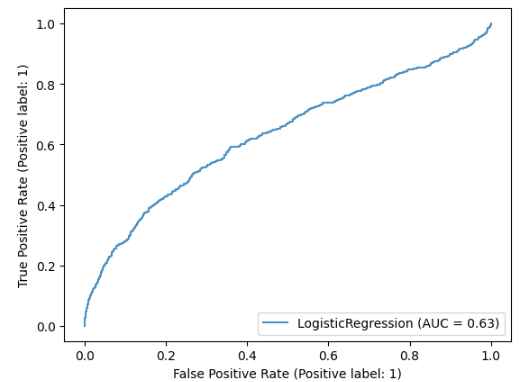 1.0
0.8
0.6
0.4
0.2
0.0
True Positive Rate (Positive label: 1)
LogisticRegression (AUC = 0.63)
0.0 0.2 0.4 0.6 0.8 1.0
False Positive Rate (Positive label: 1)